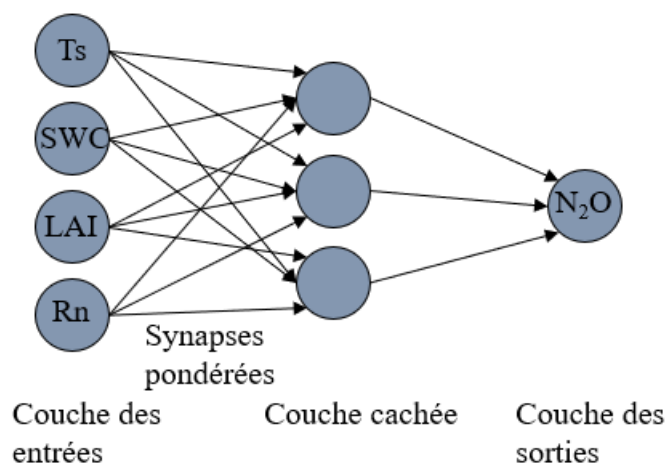 Ts
SWC
LAI
Rn
N₂O
Synapses
pondérées
Couche des
entrées
Couche cachée
Couche des
sorties